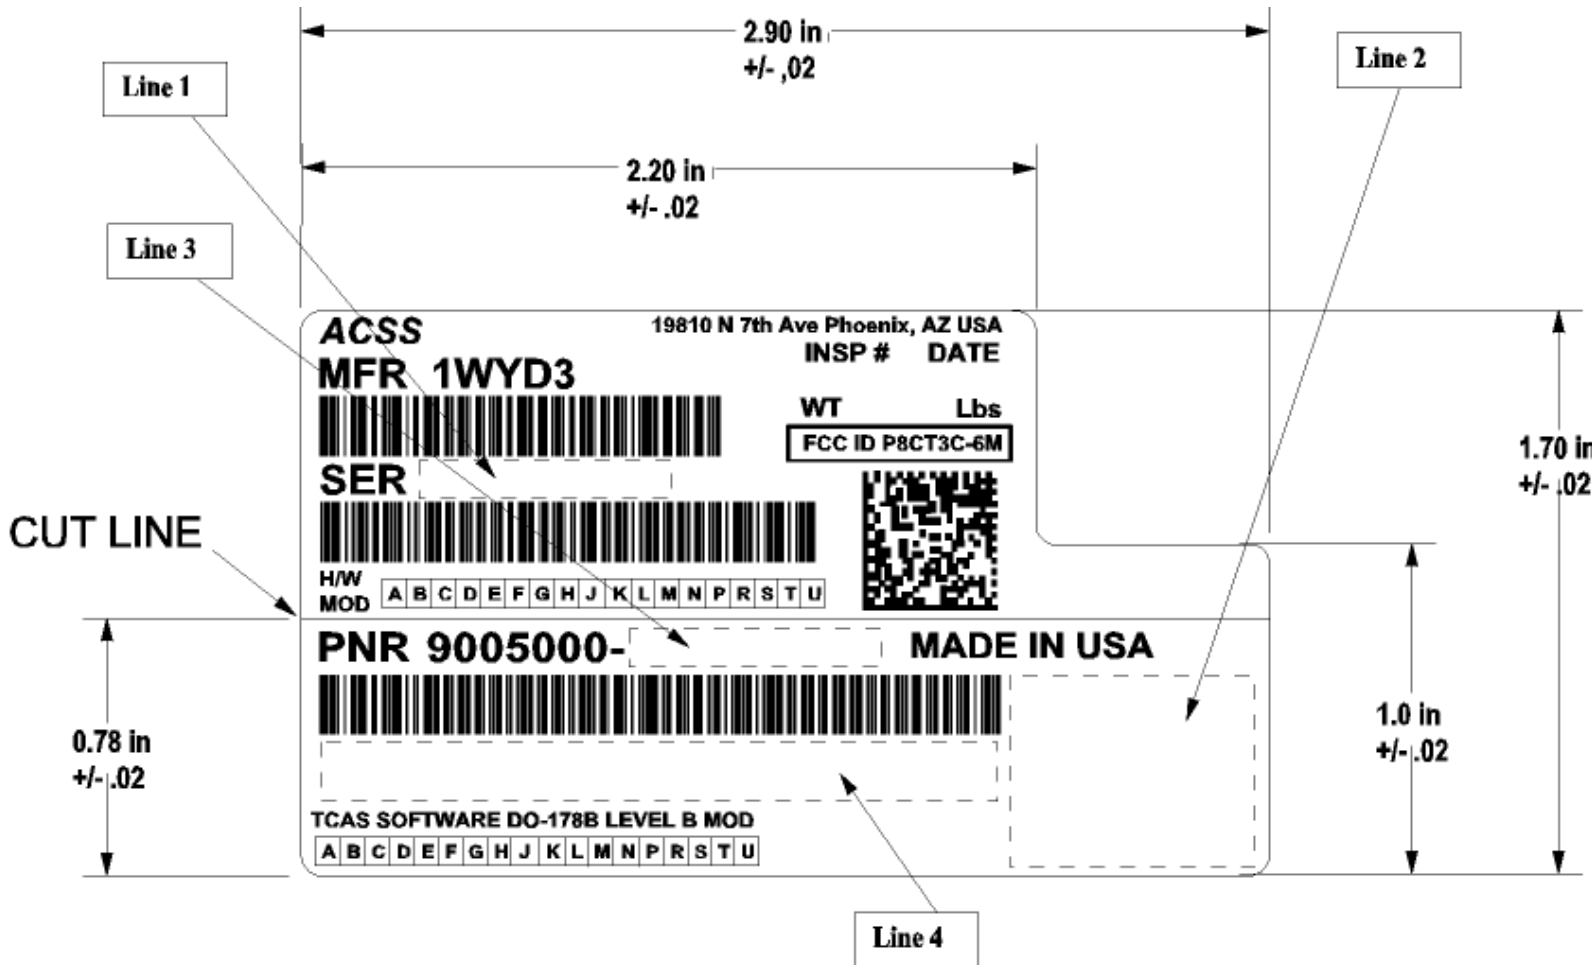 2.90 in
+/- ,02
Line 1
Line 2
2.20 in
+/- .02
Line 3
ACSS
19810 N 7th Ave Phoenix, AZ USA
INSP # DATE
MFR 1WYD3
WT Lbs
FCC ID P8CT3C-6M
1.70 in
+/- .02
SER
CUT LINE
H/W
MOD A B C D E F G H J K L M N P R S T U
PNR 9005000-
MADE IN USA
0.78 in
+/- .02
1.0 in
+/- .02
TCAS SOFTWARE DO-178B LEVEL B MOD
A B C D E F G H J K L M N P R S T U
Line 4